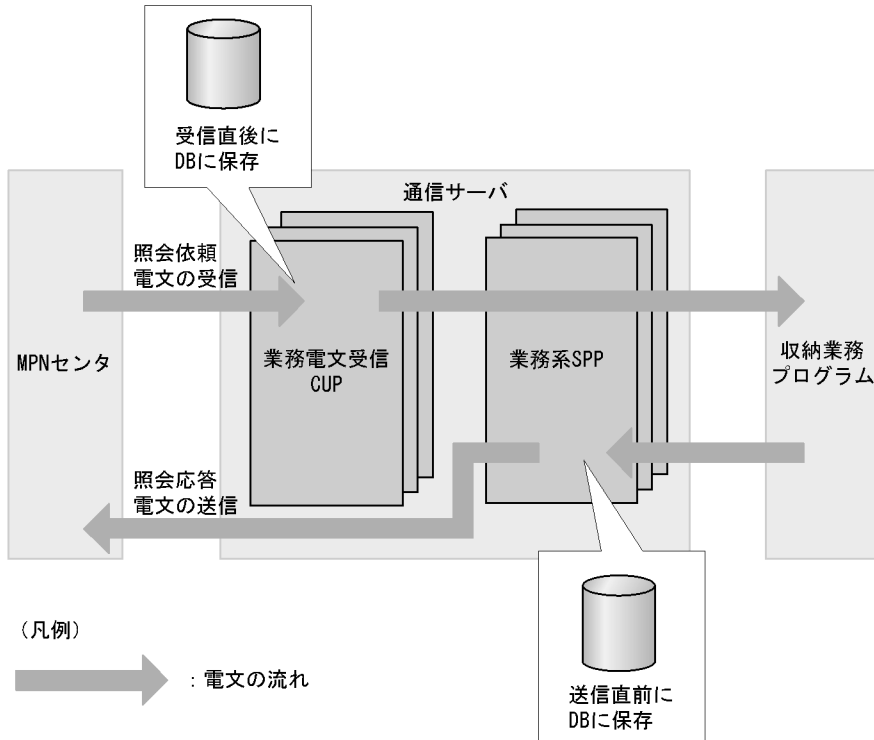 受信直後に
DBに保存
通信サーバ
照会依頼
電文の受信
MPNセンタ
業務電文受信
CUP
業務系SPP
収納業務
プログラム
照会応答
電文の送信
送信直前に
DBに保存
(凡例)
：電文の流れ